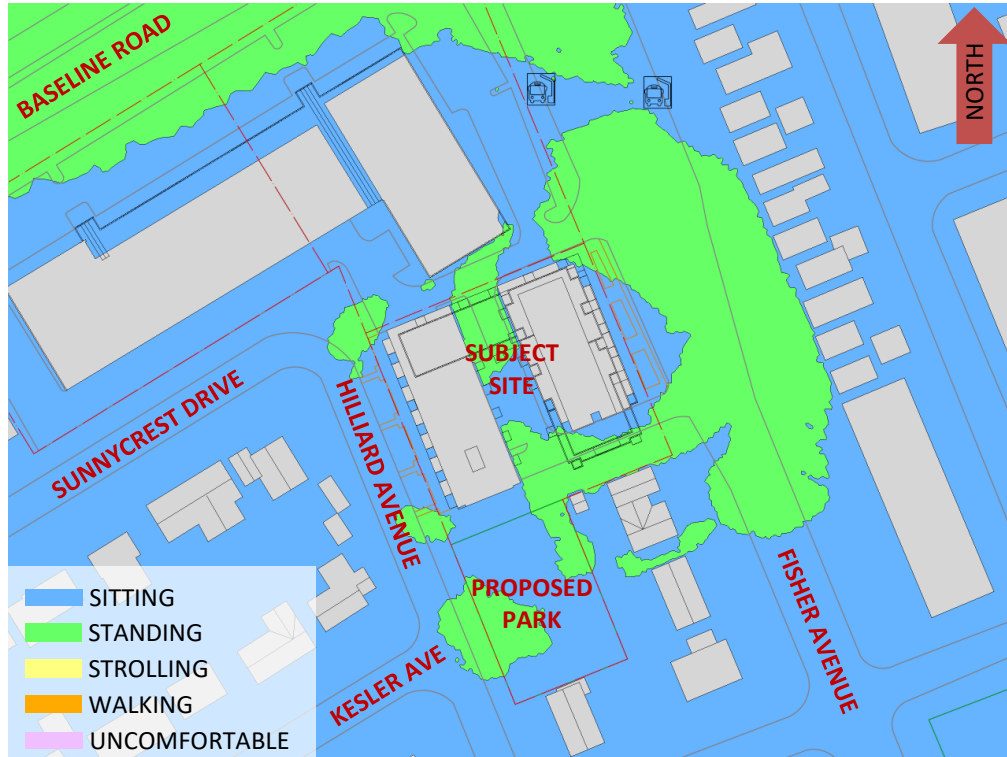 BASELINE ROAD
NORTH
SUBJECT
SITE
SUNNYCREST DRIVE
HILLIARD AVENUE
FISHER AVENUE
PROPOSED
PARK
KESLER AVE
SITTING
STANDING
STROLLING
WALKING
UNCOMFORTABLE